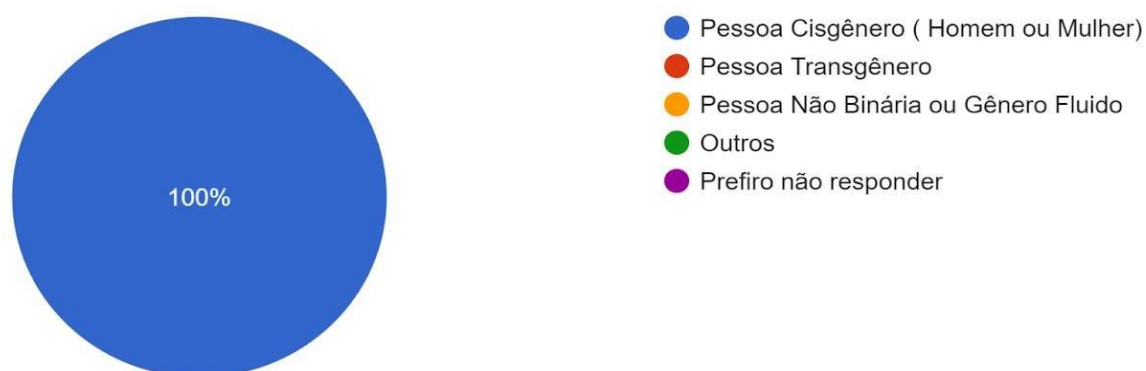 100%
Pessoa Cisgênero ( Homem ou Mulher)
Pessoa Transgênero
Pessoa Não Binária ou Gênero Fluido
Outros
Prefiro não responder